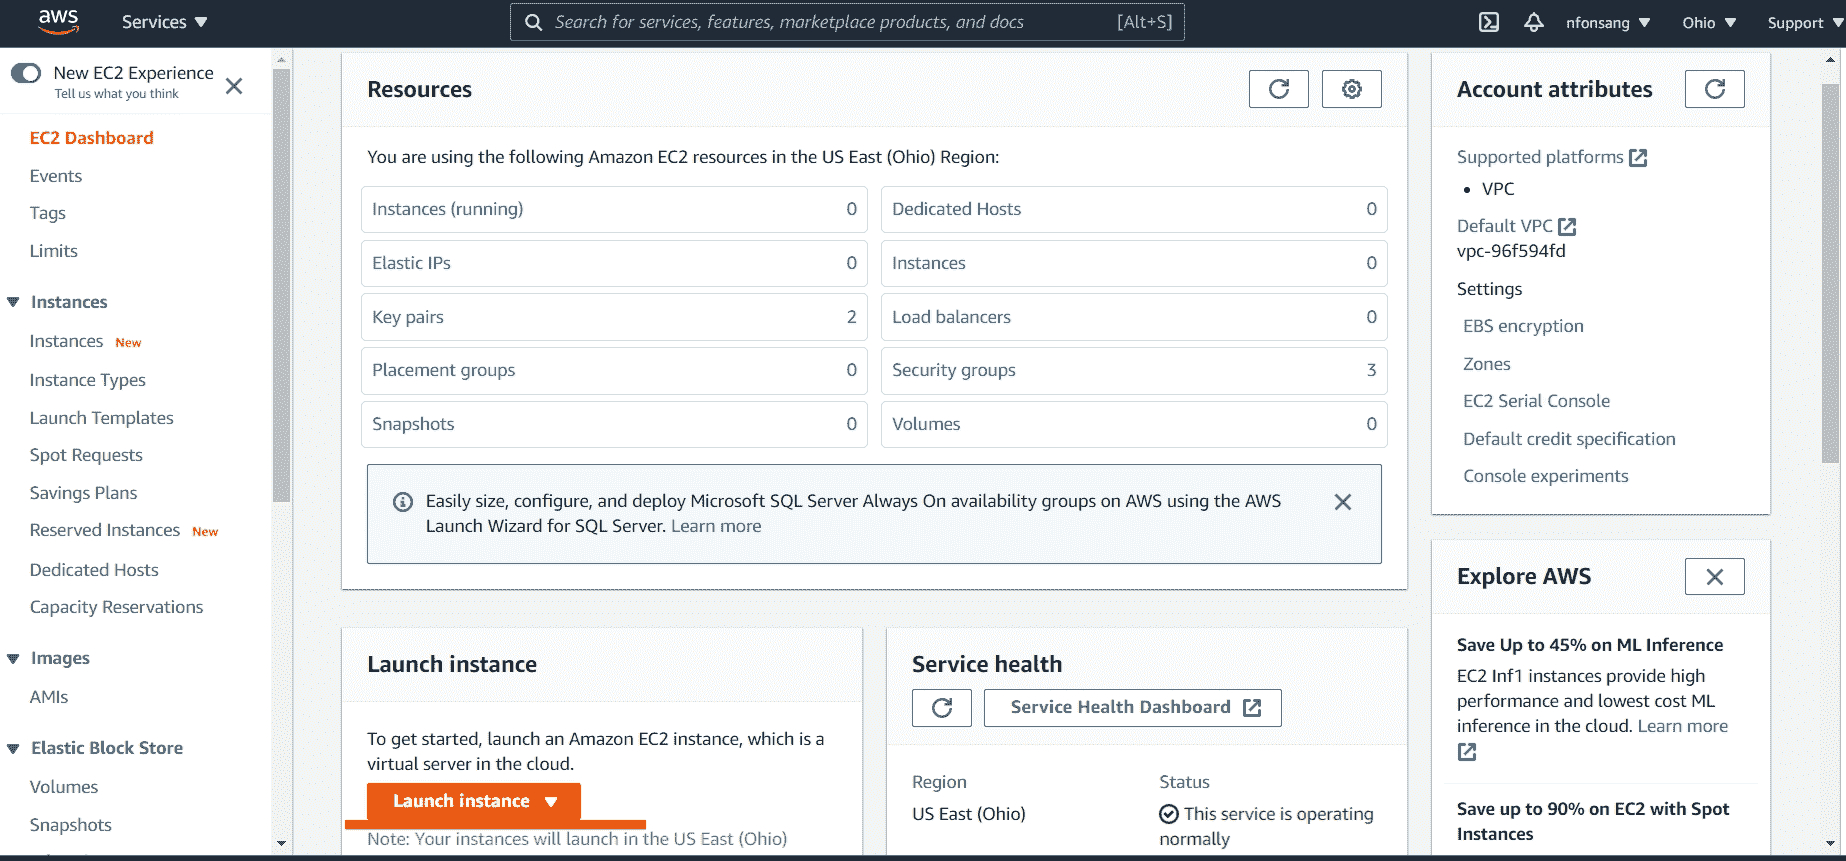 aws
Services ▼
Search for services, features, marketplace products, and docs [Alt+S]
nfonsang ▼
Ohio ▼
Support ▼
New EC2 Experience
Tell us what you think
EC2 Dashboard
Events
Tags
Limits
Instances
Instances New
Instance Types
Launch Templates
Spot Requests
Savings Plans
Reserved Instances New
Dedicated Hosts
Capacity Reservations
Images
AMIs
Elastic Block Store
Volumes
Snapshots
Resources
You are using the following Amazon EC2 resources in the US East (Ohio) Region:
Instances (running) 0
Dedicated Hosts 0
Elastic IPs 0
Instances 0
Key pairs 2
Load balancers 0
Placement groups 0
Security groups 3
Snapshots 0
Volumes 0
Easily size, configure, and deploy Microsoft SQL Server Always On availability groups on AWS using the AWS
Launch Wizard for SQL Server. Learn more
Launch instance
To get started, launch an Amazon EC2 instance, which is a
virtual server in the cloud.
Launch instance ▼
Note: Your instances will launch in the US East (Ohio)
Service health
Service Health Dashboard
Region
US East (Ohio)
Status
This service is operating
normally
Account attributes
Supported platforms
• VPC
Default VPC
vpc-96f594fd
Settings
EBS encryption
Zones
EC2 Serial Console
Default credit specification
Console experiments
Explore AWS
Save Up to 45% on ML Inference
EC2 Inf1 instances provide high
performance and lowest cost ML
inference in the cloud. Learn more
Save up to 90% on EC2 with Spot
Instances